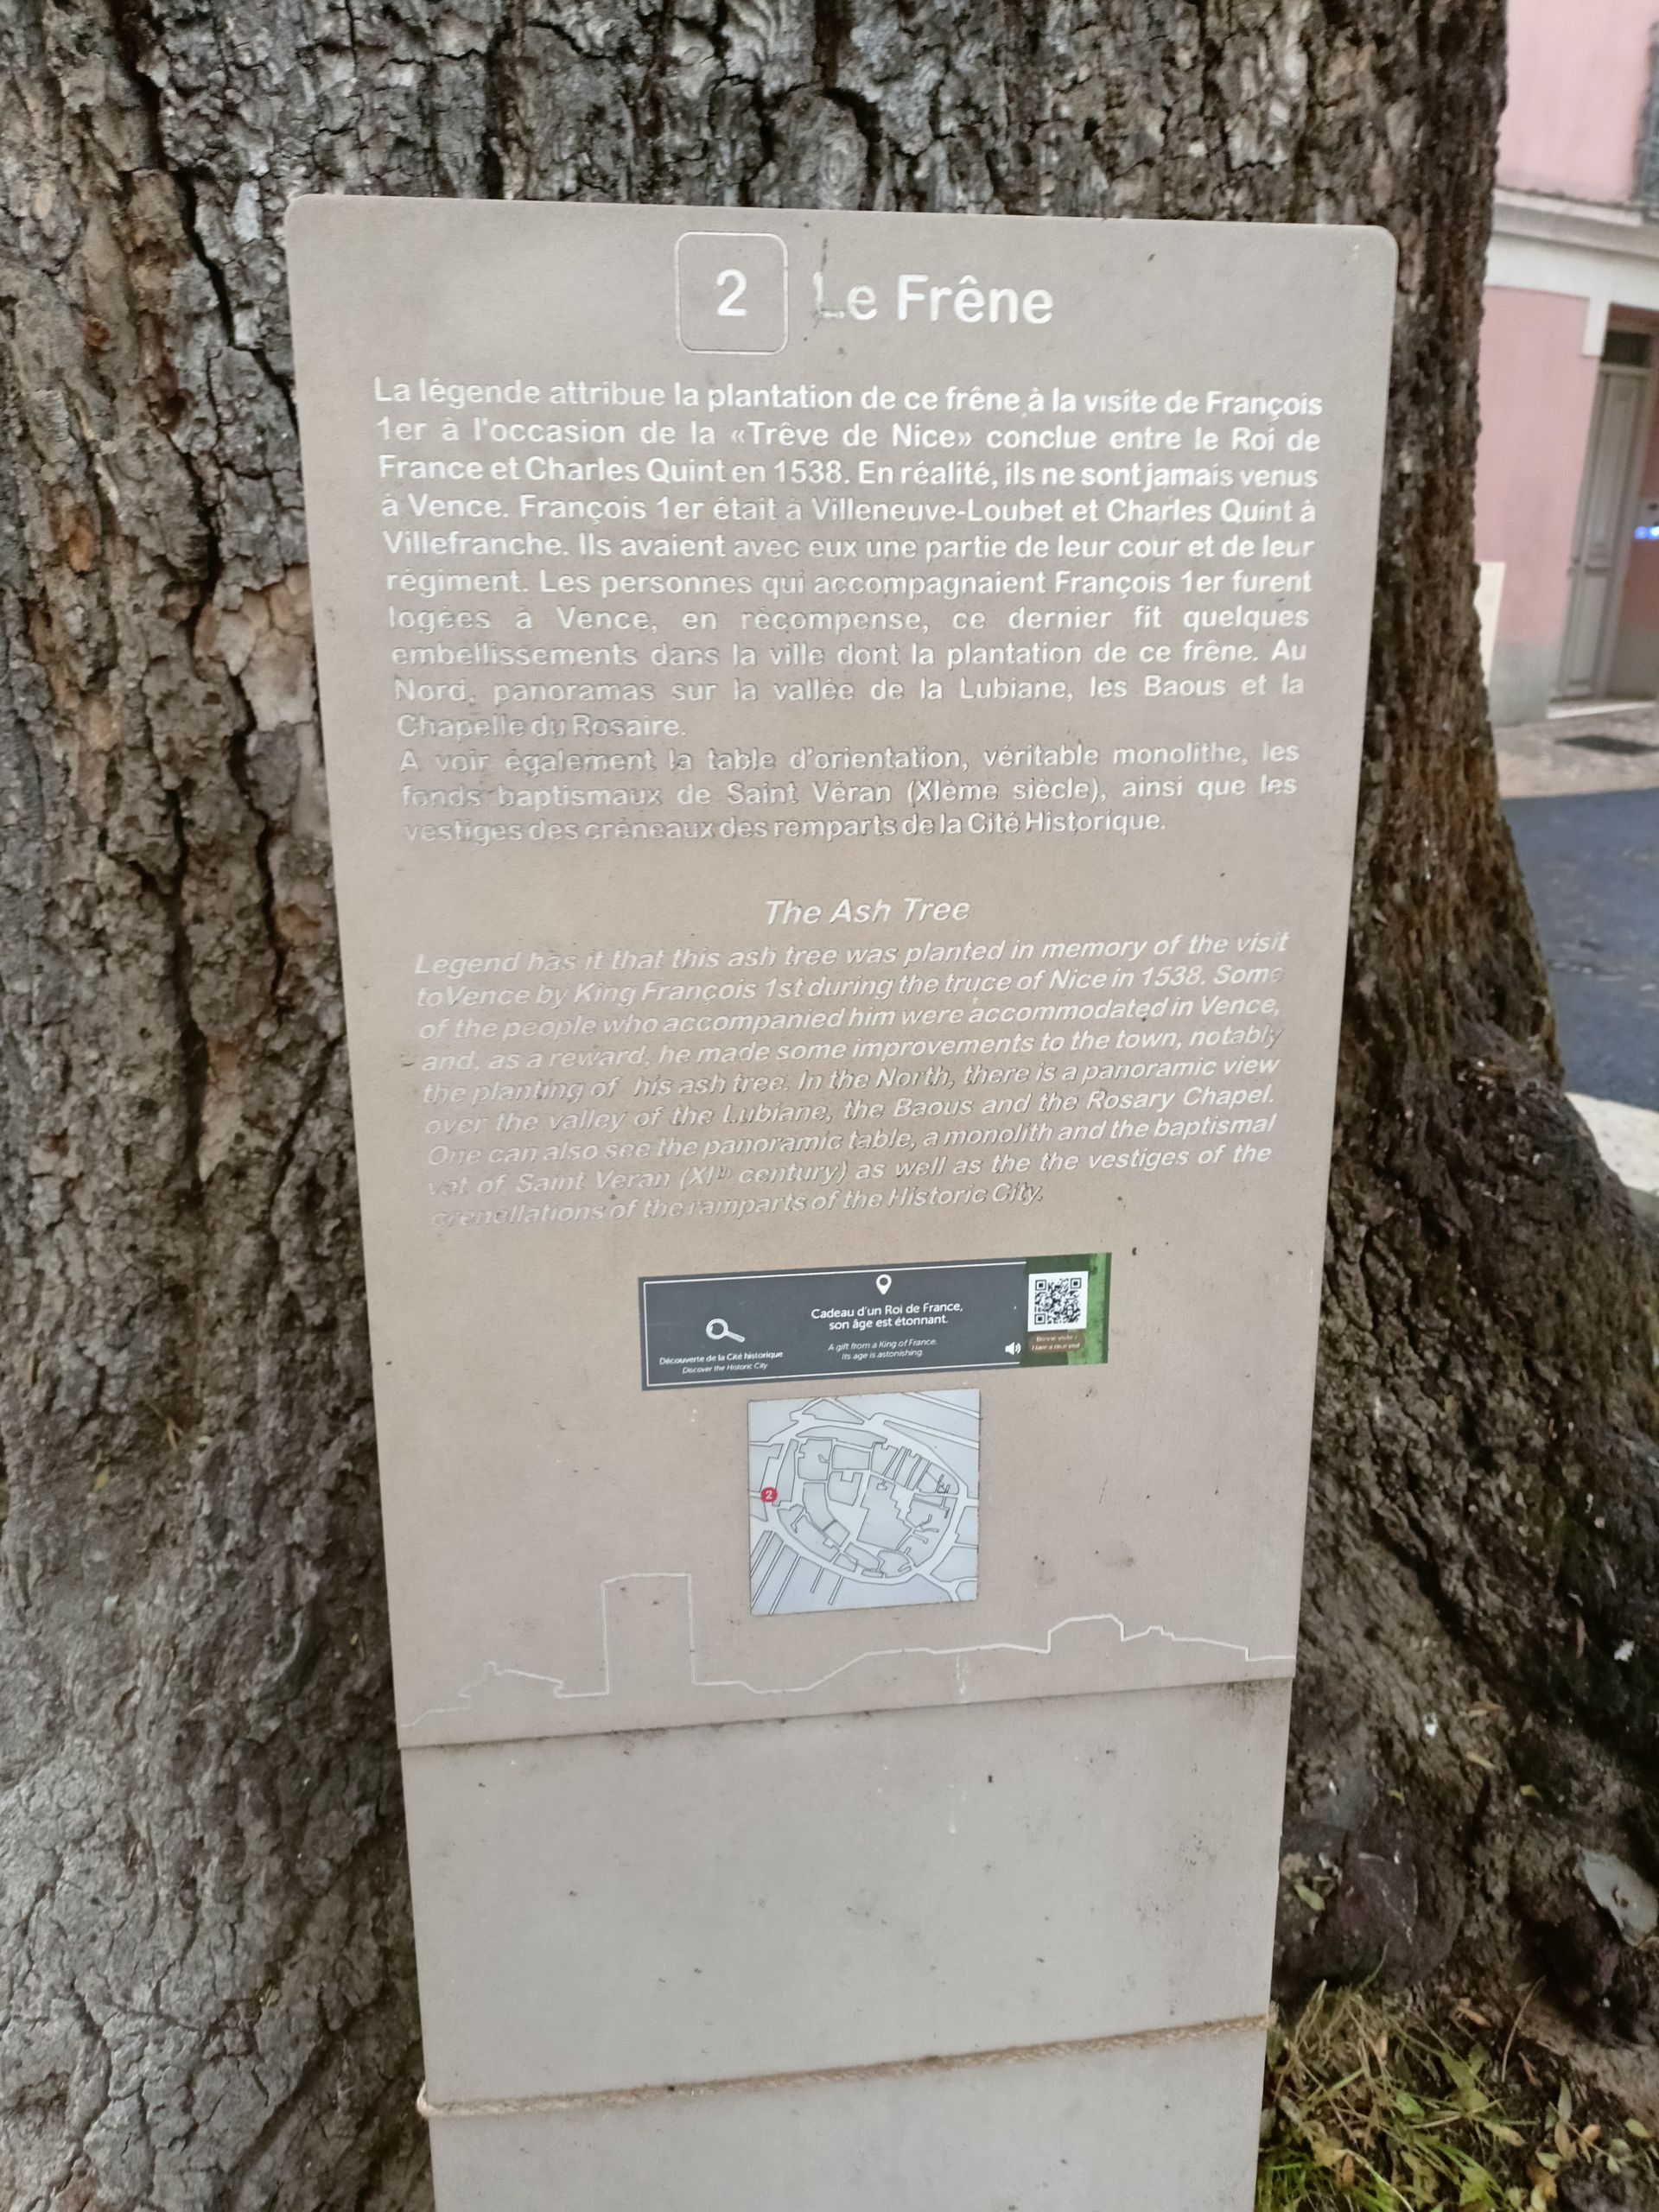 2 Le Frêne
La légende attribue la plantation de ce frêne à la visite de François
1er à l'occasion de la «Trêve de Nice» conclue entre le Roi de
France et Charles Quint en 1538. En réalité, ils ne sont jamais venus
à Vence. François 1er était à Villeneuve-Loubet et Charles Quint à
Villefranche. Ils avaient avec eux une partie de leur cour et de leur
régiment. Les personnes qui accompagnaient François 1er furent
logées à Vence, en récompense, ce dernier fit quelques
embellissements dans la ville dont la plantation de ce frêne. Au
Nord, panoramas sur la vallée de la Lubiane, les Baous et la
Chapelle du Rosaire.
A voir également la table d'orientation, véritable monolithe, les
fonds baptismaux de Saint Véran (XIème siècle), ainsi que les
vestiges des créneaux des remparts de la Cité Historique.
The Ash Tree
Legend has it that this ash tree was planted in memory of the visit
toVence by King François 1st during the truce of Nice in 1538. Some
of the people who accompanied him were accommodated in Vence,
and, as a reward, he made some improvements to the town, notably
the planting of his ash tree. In the North, there is a panoramic view
over the valley of the Lubiane, the Baous and the Rosary Chapel.
One can also see the panoramic table, a monolith and the baptismal
vat of Saint Veran (XIth century) as well as the the vestiges of the
crenellations of the ramparts of the Historic City.
Cadeau d'un Roi de France,
son âge est étonnant.
A gift from a King of France.
Its age is astonishing.
Découverte de la Cité historique
Discover the Historic City
Bonne visite !
Have a nice visit
2